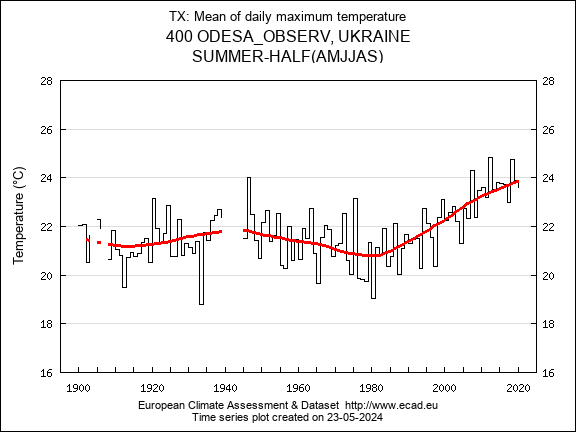 TX: Mean of daily maximum temperature
400 ODESA_OBSERV, UKRAINE
SUMMER-HALF(AMJJAS)
28 28
26 26
24 24
22 22
20 20
18 18
16 16
Temperature (°C)
1900 1920 1940 1960 1980 2000 2020
European Climate Assessment & Dataset http://www.ecad.eu
Time series plot created on 23-05-2024